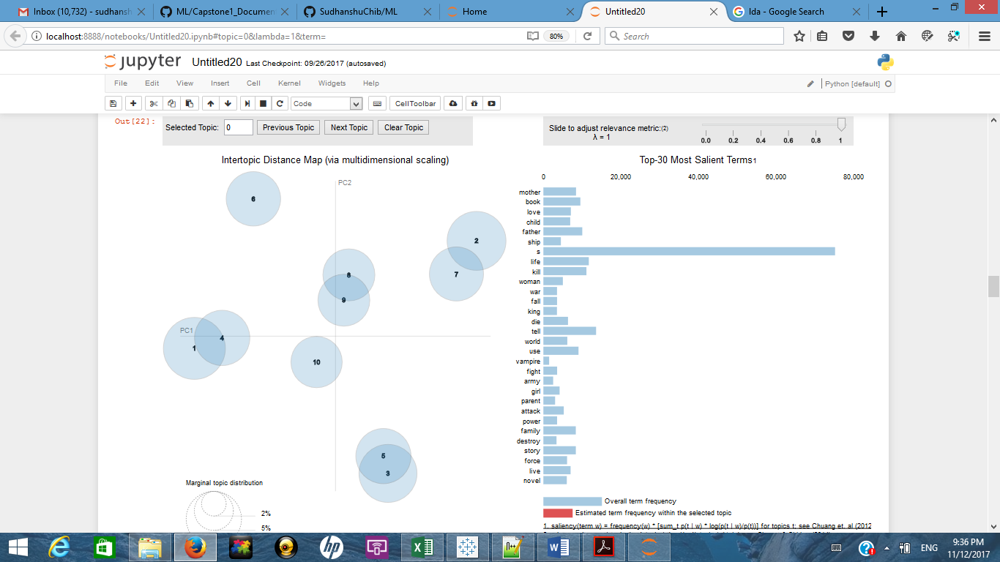 Inbox (10,732) - sudhansh
ML/Capstone1_Documen
SudhanshuChib/ML
Home
Untitled20
lda - Google Search
localhost:8888/notebooks/Untitled20.ipynb#topic=0&lambda=1&term=
80%
Search
jupyter Untitled20 Last Checkpoint: 09/26/2017 (autosaved)
File Edit View Insert Cell Kernel Widgets Help
Python [default]
Code
CellToolbar
Out[22]:
Selected Topic: 0 Previous Topic Next Topic Clear Topic
Slide to adjust relevance metric:(2)
λ = 1
0.0 0.2 0.4 0.6 0.8 1
Intertopic Distance Map (via multidimensional scaling)
PC2
6
2
7
8
9
PC1
4
1
10
5
3
Marginal topic distribution
2%
5%
Top-30 Most Salient Terms1
0 20,000 40,000 60,000 80,000
mother
book
love
child
father
ship
s
life
kill
woman
war
fall
king
die
tell
world
use
vampire
fight
army
girl
parent
attack
power
family
destroy
story
force
live
novel
Overall term frequency
Estimated term frequency within the selected topic
1. saliency(term w) = frequency(w) * [sum_t p(t | w) * log(p(t | w)/p(t))] for topics t; see Chuang et. al (2012
ENG
9:36 PM
11/12/2017